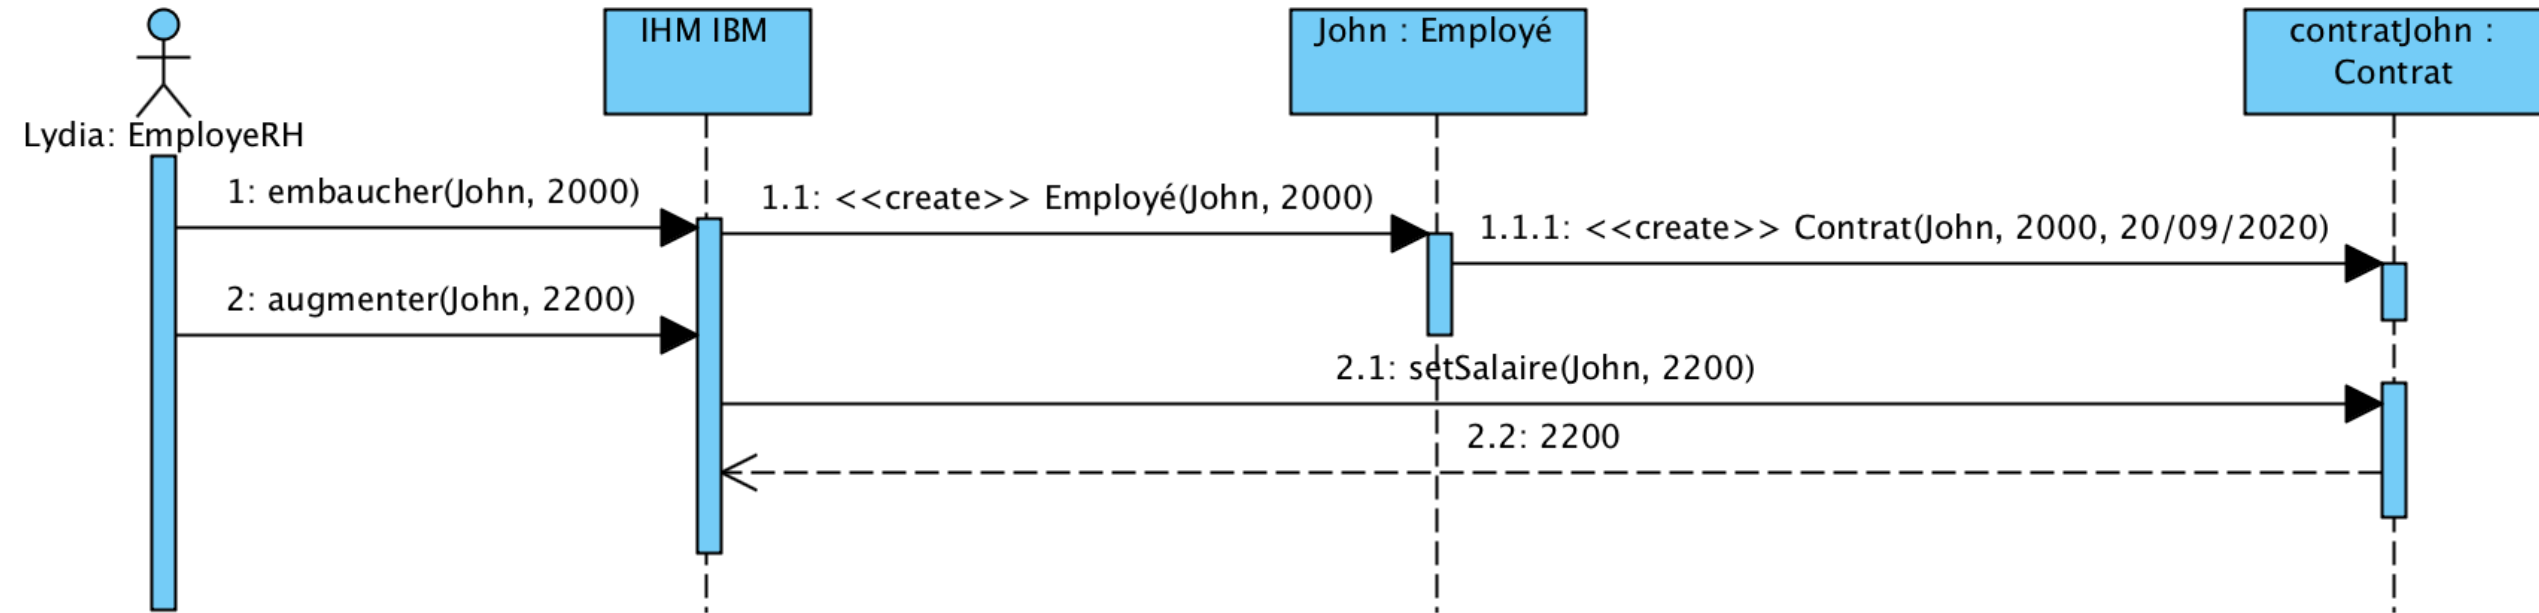 IHM IBM
John : Employé
contratJohn :
Contrat
Lydia: EmployeRH
1: embaucher(John, 2000)
1.1: <<create>> Employé(John, 2000)
1.1.1: <<create>> Contrat(John, 2000, 20/09/2020)
2: augmenter(John, 2200)
2.1: setSalaire(John, 2200)
2.2: 2200